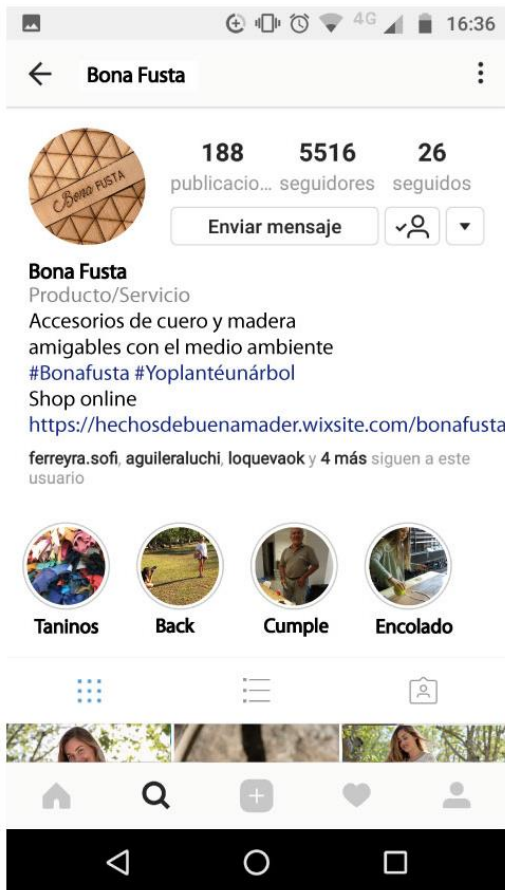 4G 16:36
Bona Fusta
188 5516 26
publicacio... seguidores seguidos
Bona FUSTA
Enviar mensaje
Bona Fusta
Producto/Servicio
Accesorios de cuero y madera
amigables con el medio ambiente
#Bonafusta #Yoplantéunárbol
Shop online
https://hechosdebuenamader.wixsite.com/bonafusta
ferreyra.sofi, aguileraluchi, loquevaok y 4 más siguen a este
usuario
Taninos Back Cumple Encolado